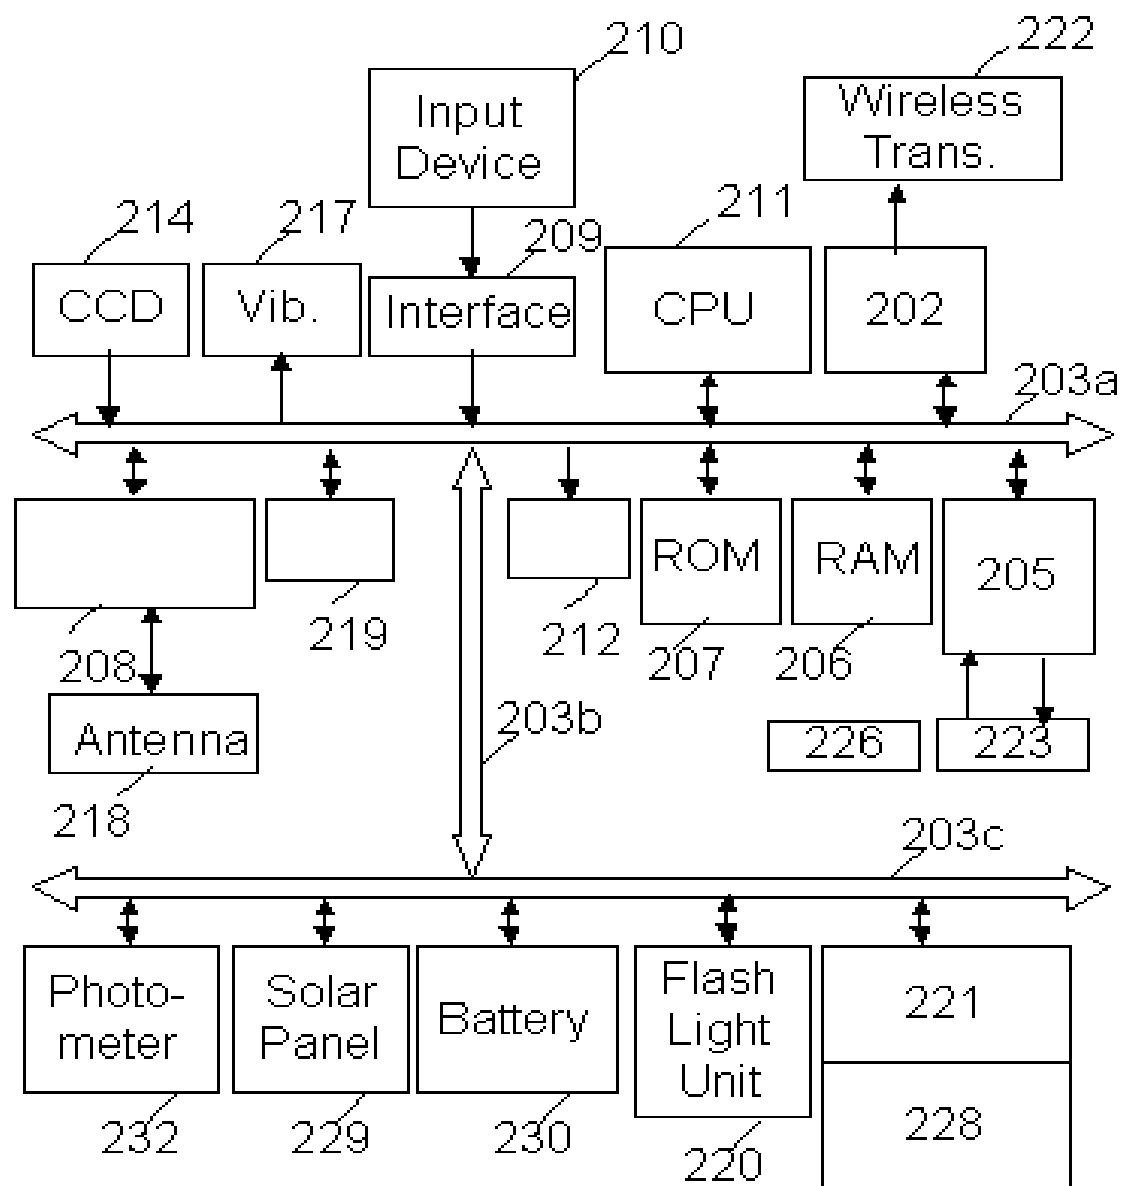 210
222
Input
Device
Wireless
Trans.
214
217
209
211
CCD
Vib.
Interface
CPU
202
203a
ROM
RAM
205
219
212
207
206
208
Antenna
203b
226
223
218
203c
Photo-
meter
Solar
Panel
Battery
Flash
Light
Unit
221
228
232
229
230
220